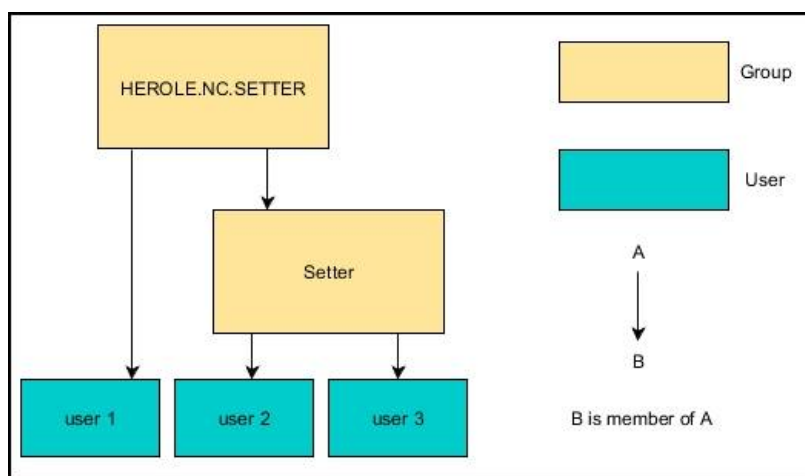 HEROLE.NC.SETTER
Group
User
Setter
A
B
user 1
user 2
user 3
B is member of A